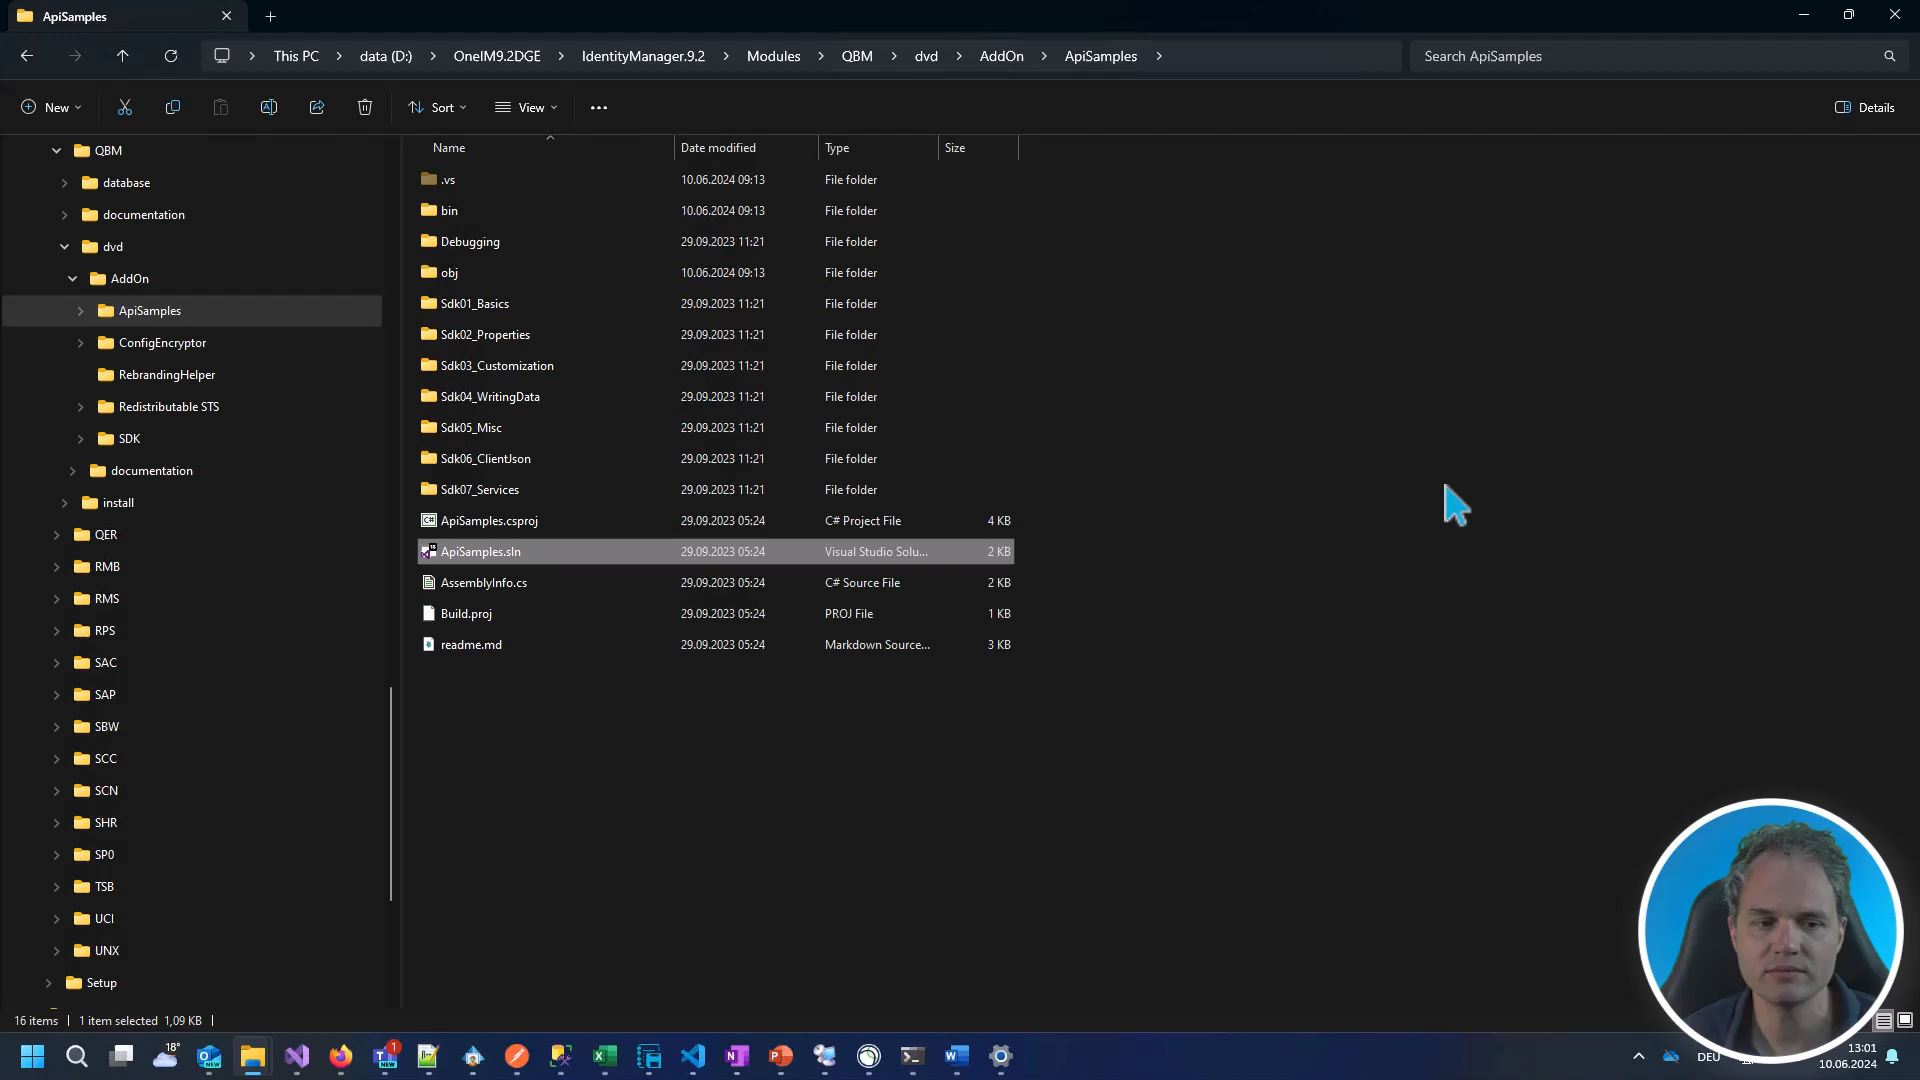 ApiSamples
This PC
data (D:)
OneIM9.2DGE
IdentityManager.9.2
Modules
QBM
dvd
AddOn
ApiSamples
Search ApiSamples
New
Sort
View
Details
QBM
database
documentation
dvd
AddOn
ApiSamples
ConfigEncryptor
RebrandingHelper
Redistributable STS
SDK
documentation
install
QER
RMB
RMS
RPS
SAC
SAP
SBW
SCC
SCN
SHR
SP0
TSB
UCI
UNX
Setup
Name Date modified Type Size
.vs 10.06.2024 09:13 File folder
bin 10.06.2024 09:13 File folder
Debugging 29.09.2023 11:21 File folder
obj 10.06.2024 09:13 File folder
Sdk01_Basics 29.09.2023 11:21 File folder
Sdk02_Properties 29.09.2023 11:21 File folder
Sdk03_Customization 29.09.2023 11:21 File folder
Sdk04_WritingData 29.09.2023 11:21 File folder
Sdk05_Misc 29.09.2023 11:21 File folder
Sdk06_ClientJson 29.09.2023 11:21 File folder
Sdk07_Services 29.09.2023 11:21 File folder
ApiSamples.csproj 29.09.2023 05:24 C# Project File 4 KB
ApiSamples.sln 29.09.2023 05:24 Visual Studio Solu... 2 KB
AssemblyInfo.cs 29.09.2023 05:24 C# Source File 2 KB
Build.proj 29.09.2023 05:24 PROJ File 1 KB
readme.md 29.09.2023 05:24 Markdown Source... 3 KB
16 items 1 item selected 1,09 KB
18°
1
NEW
NEW
DEU
13:01
10.06.2024